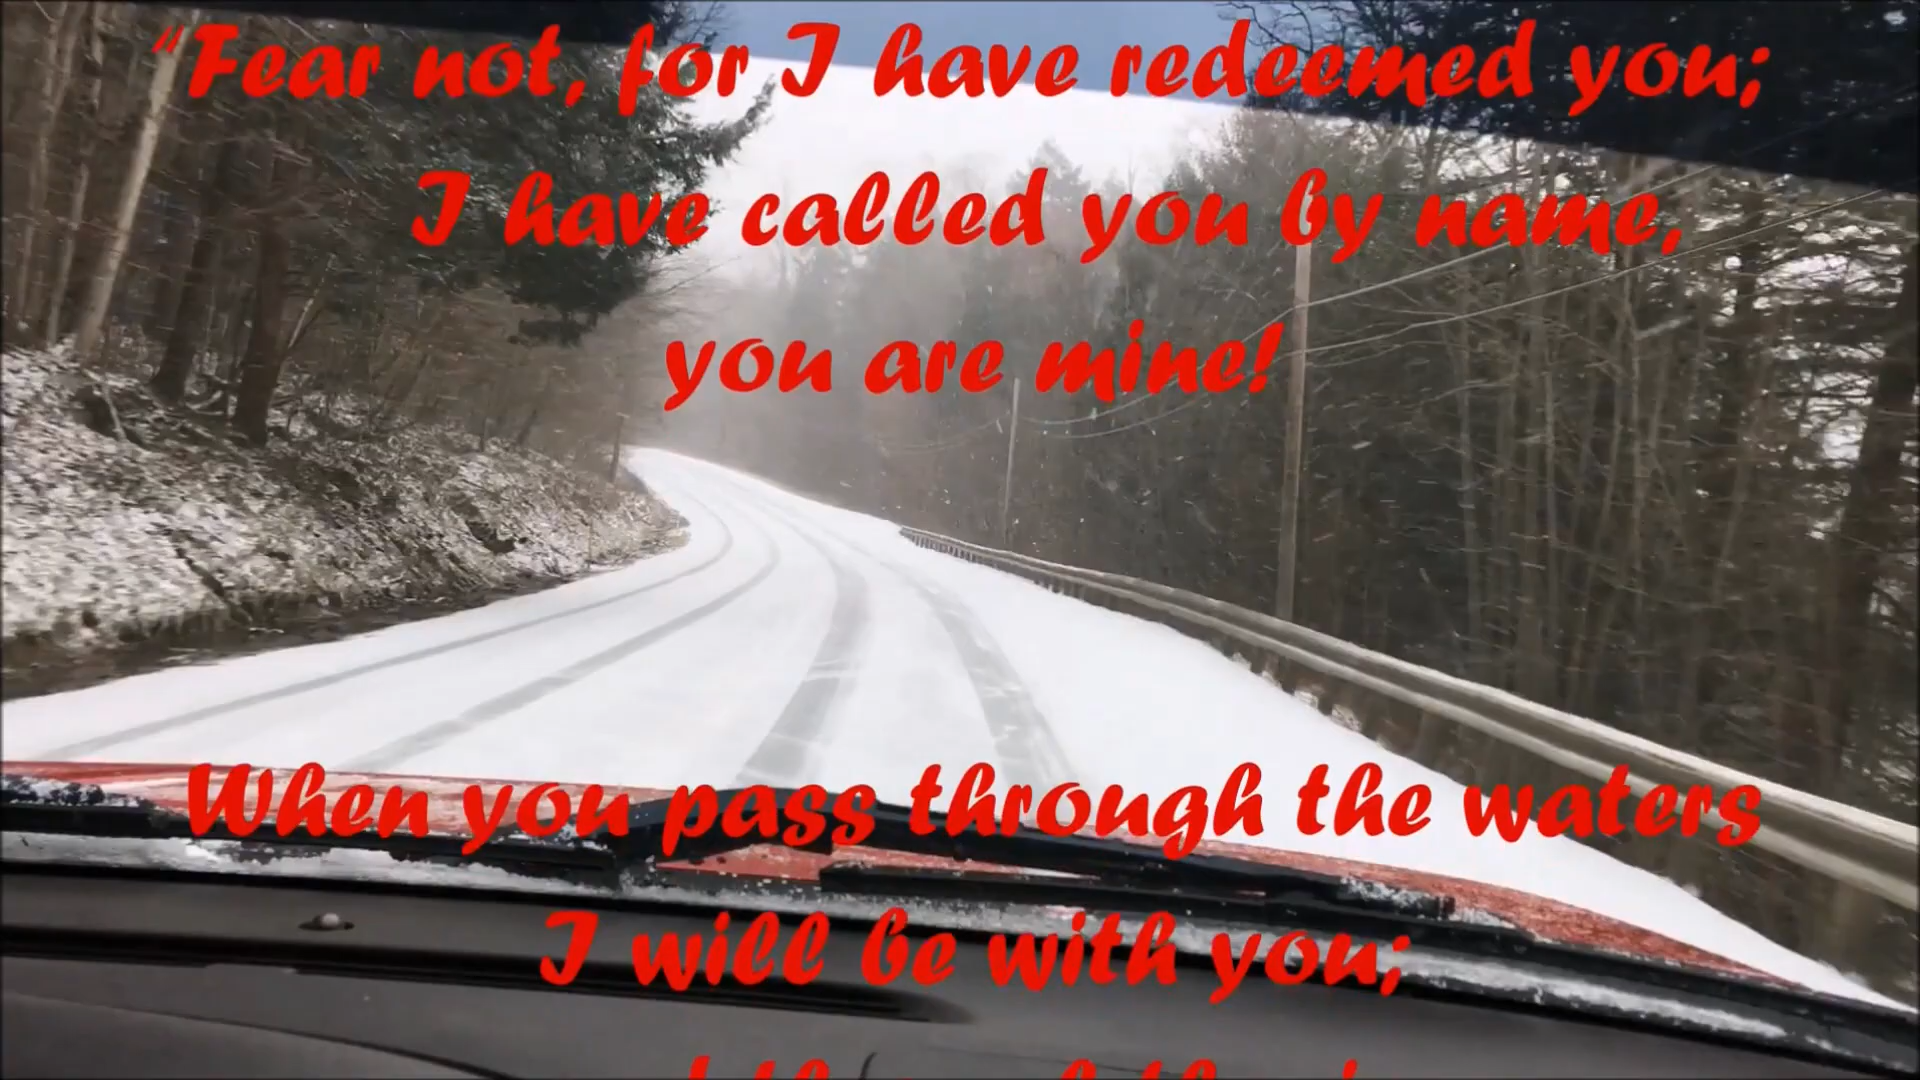 “Fear not, for I have redeemed you;
I have called you by name,
you are mine!
When you pass through the waters
I will be with you;